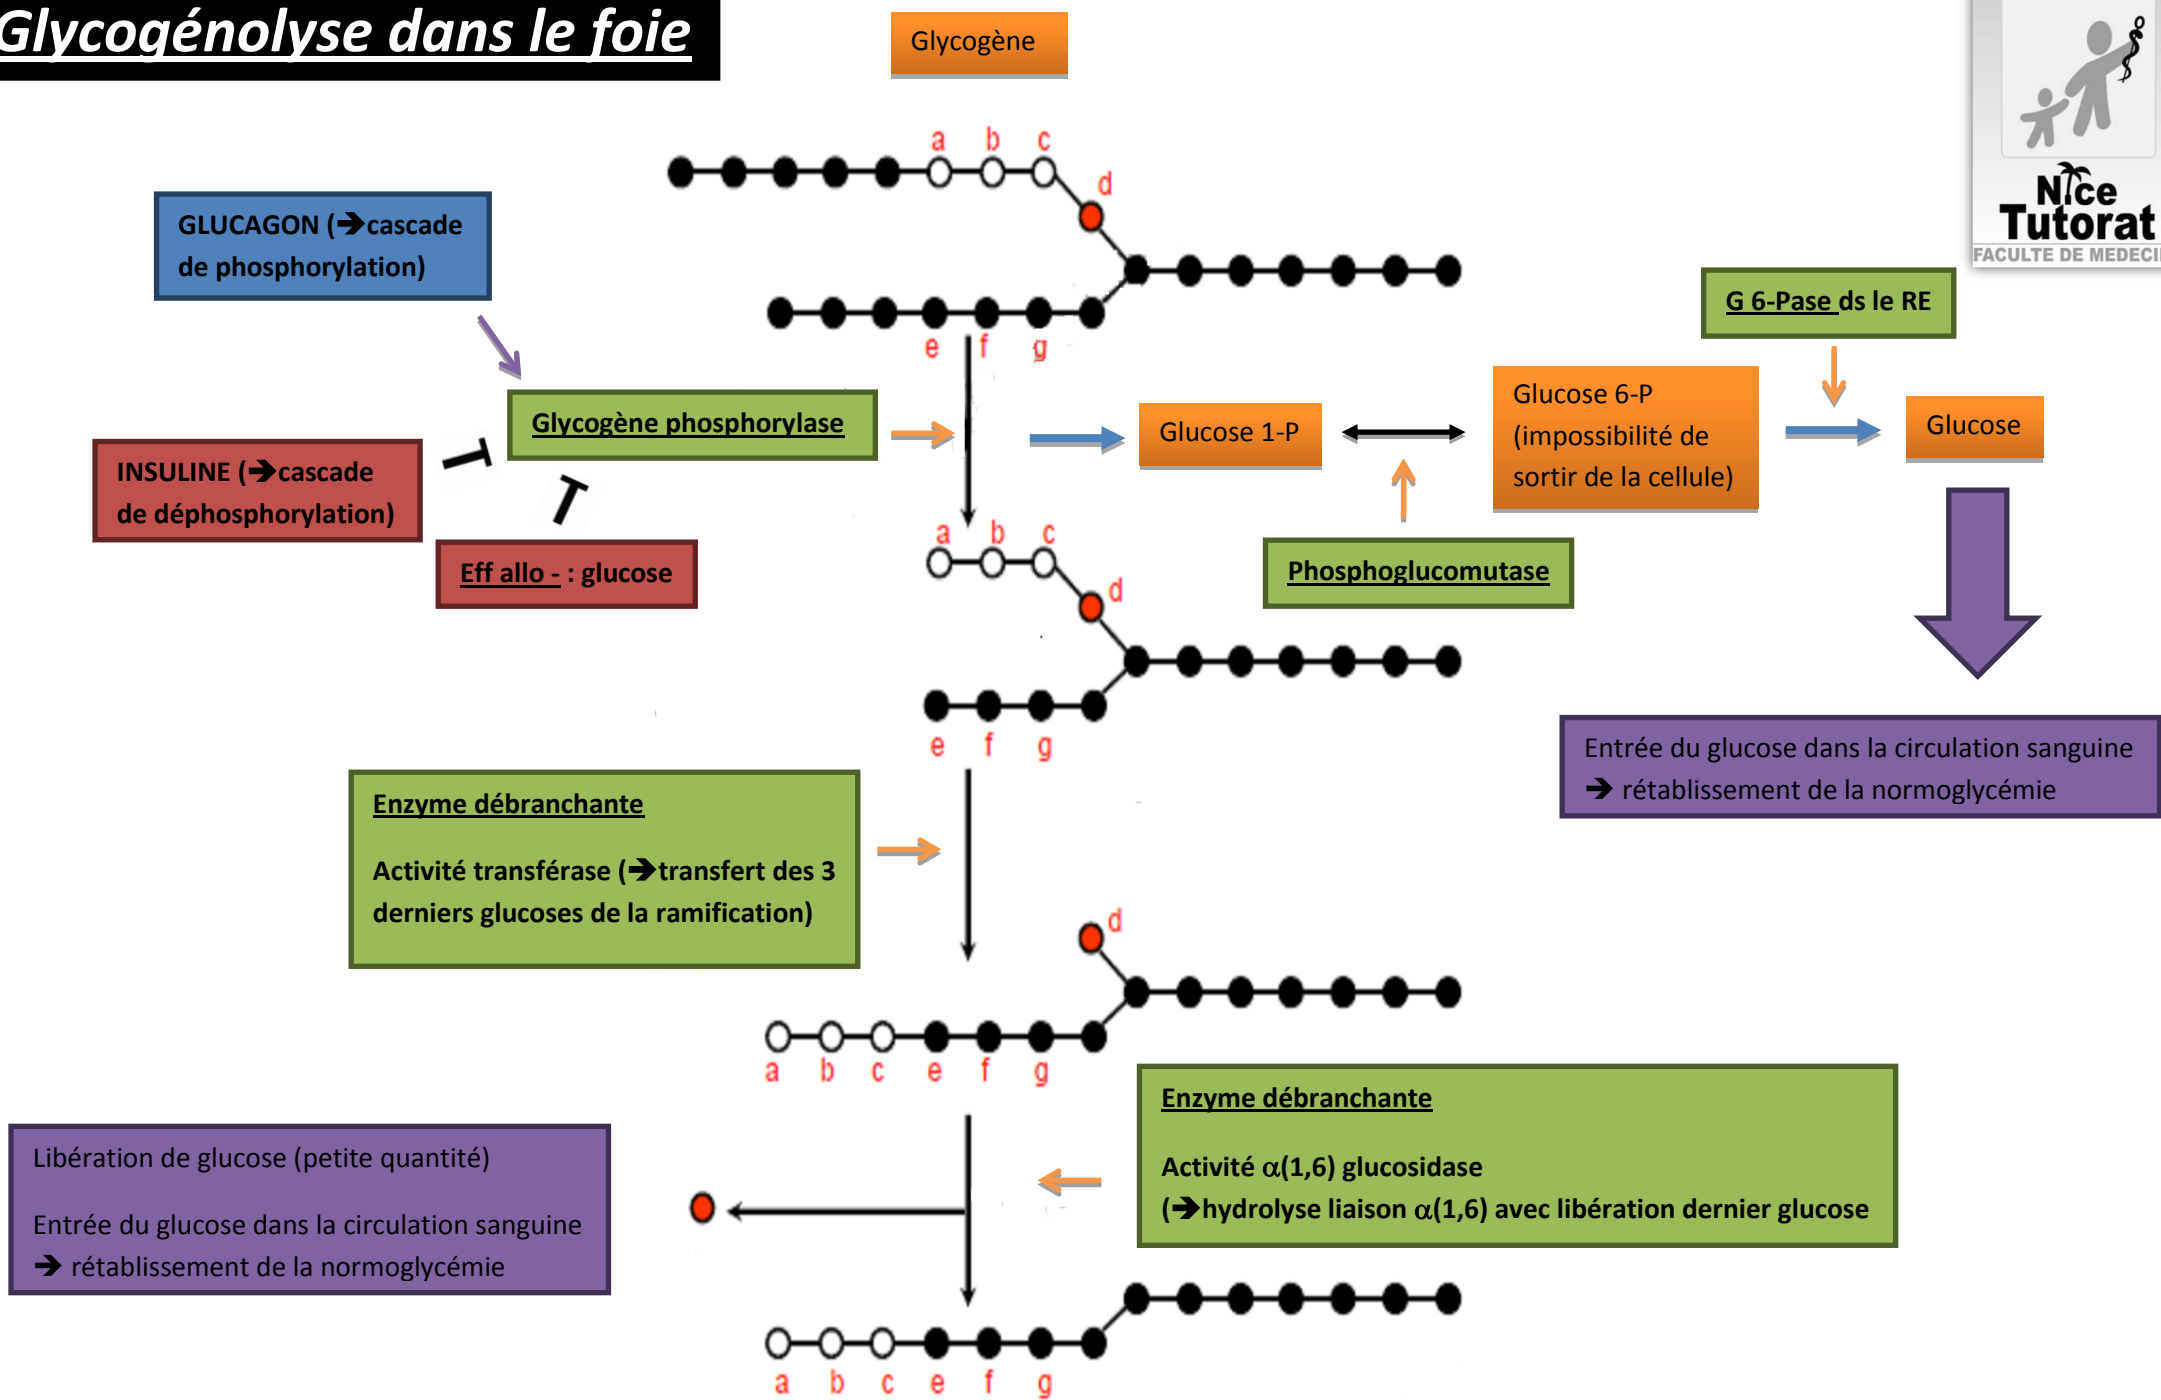 Glycogénolyse dans le foie
Glycogène
Nice
Tutorat
a b c
d
GLUCAGON (➔cascade
de phosphorylation)
e f g
G 6-Pase ds le RE
Glycogène phosphorylase
Glucose 1-P
Glucose 6-P
(impossibilité de
sortir de la cellule)
Glucose
INSULINE (➔cascade
de déphosphorylation)
Eff allo - : glucose
Phosphoglucomutase
a b c
d
e f g
Entrée du glucose dans la circulation sanguine
➔ rétablissement de la normoglycémie
Enzyme débranchante
Activité transférase (➔transfert des 3
derniers glucoses de la ramification)
d
a b c e f g
Enzyme débranchante
Activité α(1,6) glucosidase
(➔hydrolyse liaison α(1,6) avec libération dernier glucose
Libération de glucose (petite quantité)
Entrée du glucose dans la circulation sanguine
➔ rétablissement de la normoglycémie
a b c e f g